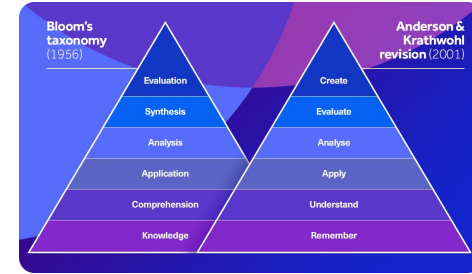 Bloom's
taxonomy
(1956)
Anderson &
Krathwohl
revision (2001)
Evaluation
Synthesis
Analysis
Application
Comprehension
Knowledge
Create
Evaluate
Analyse
Apply
Understand
Remember